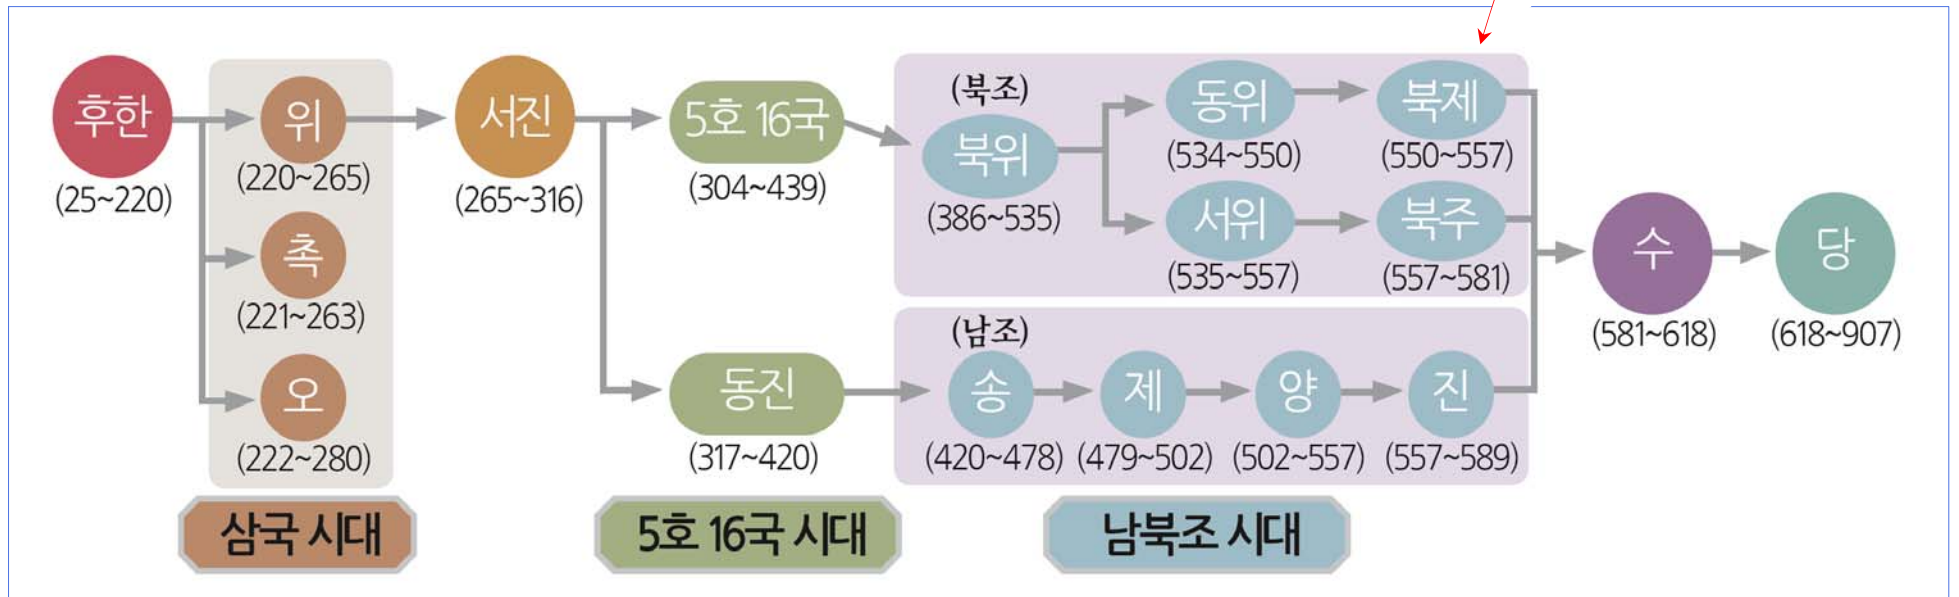 후한
(25~220)
위
(220~265)
촉
(221~263)
오
(222~280)
삼국 시대
서진
(265~316)
5호 16국
(304~439)
동진
(317~420)
5호 16국 시대
(북조)
북위
(386~535)
동위
(534~550)
북제
(550~557)
서위
(535~557)
북주
(557~581)
(남조)
송
(420~478)
제
(479~502)
양
(502~557)
진
(557~589)
남북조 시대
수
(581~618)
당
(618~907)